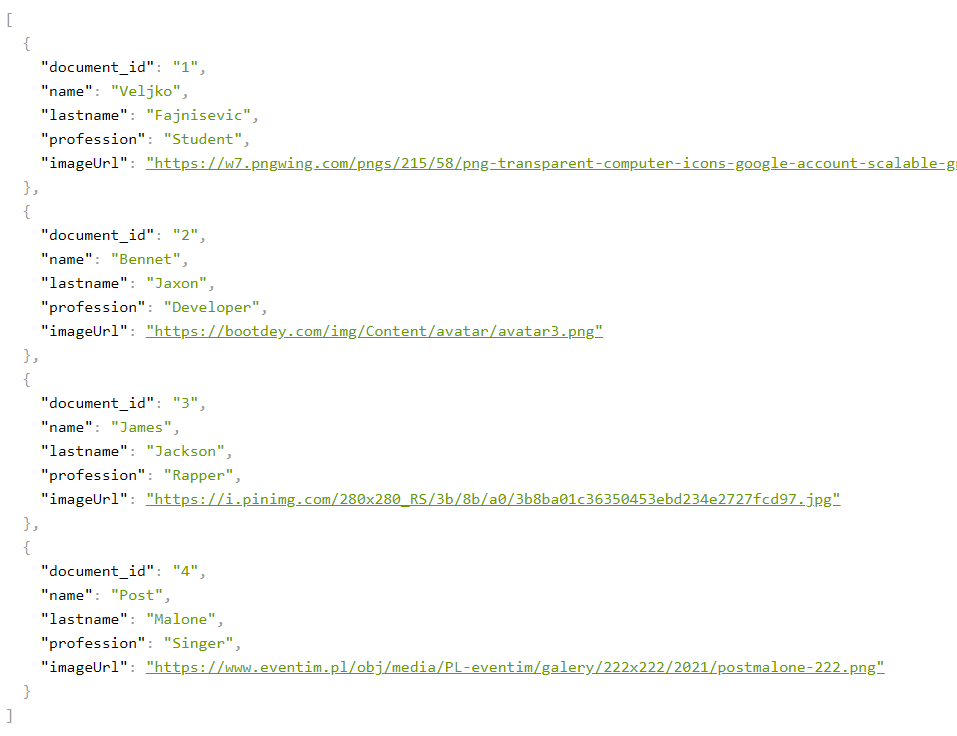 [
{
"document_id": "1",
"name": "Veljko",
"lastname": "Fajnisevic",
"profession": "Student",
"imageUrl": "https://w7.pngwing.com/pngs/215/58/png-transparent-computer-icons-google-account-scalable-g
},
{
"document_id": "2",
"name": "Bennet",
"lastname": "Jaxon",
"profession": "Developer",
"imageUrl": "https://bootdey.com/img/Content/avatar/avatar3.png"
},
{
"document_id": "3",
"name": "James",
"lastname": "Jackson",
"profession": "Rapper",
"imageUrl": "https://i.pinimg.com/280x280_RS/3b/8b/a0/3b8ba01c36350453ebd234e2727fcd97.jpg"
},
{
"document_id": "4",
"name": "Post",
"lastname": "Malone",
"profession": "Singer",
"imageUrl": "https://www.eventim.pl/obj/media/PL-eventim/galery/222x222/2021/postmalone-222.png"
}
]